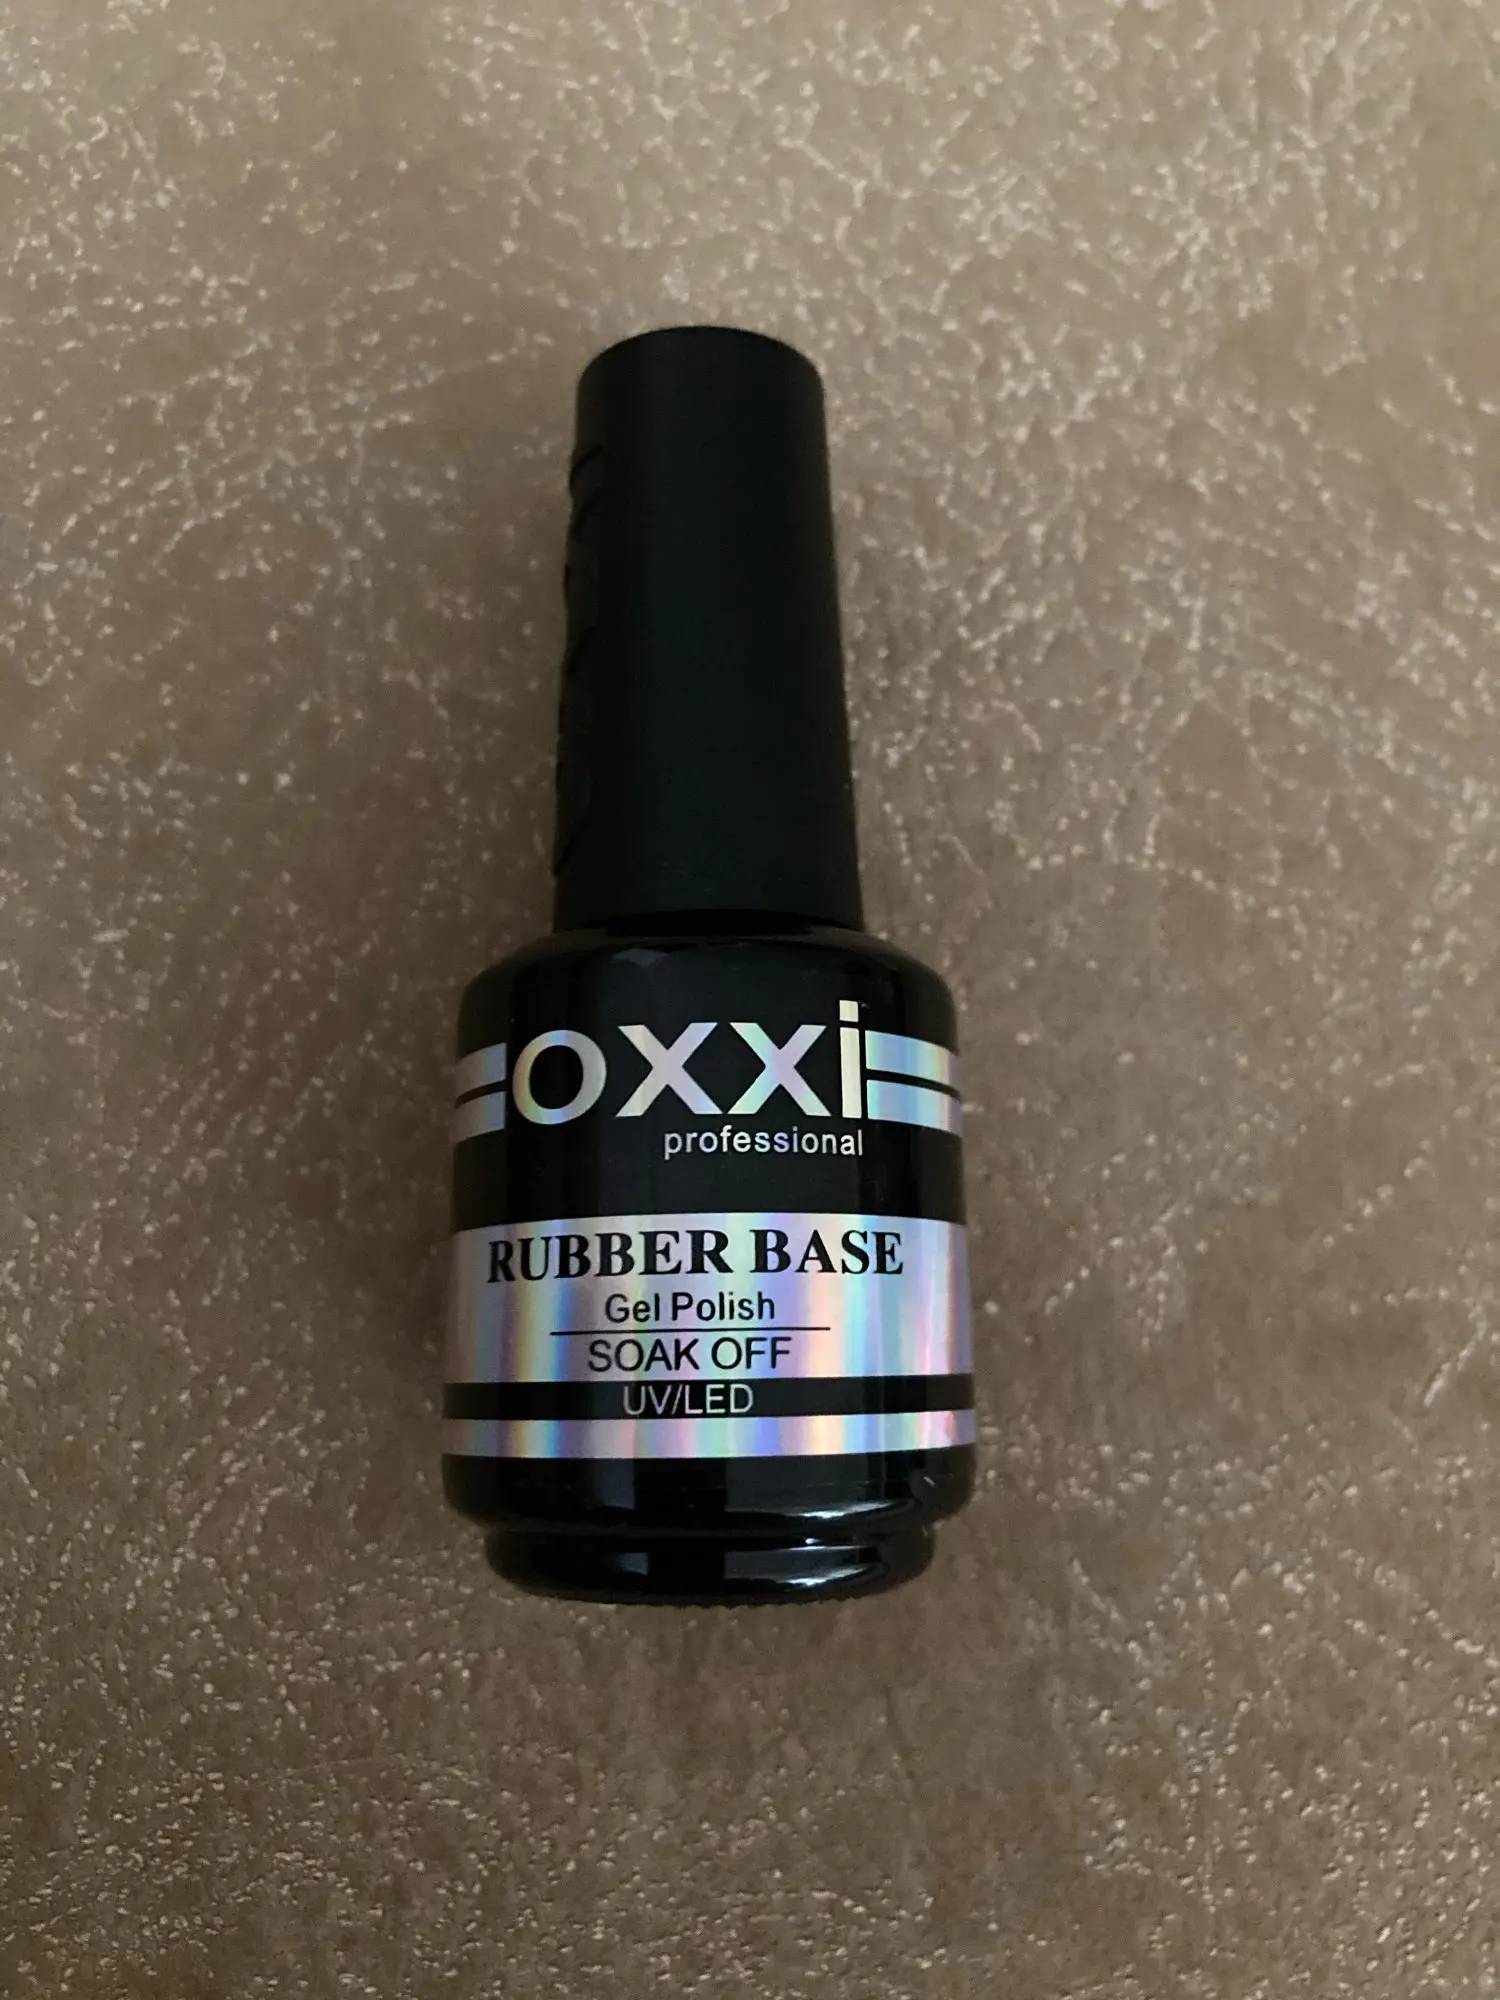 oxxi
professional
RUBBER BASE
Gel Polish
SOAK OFF
UV/LED